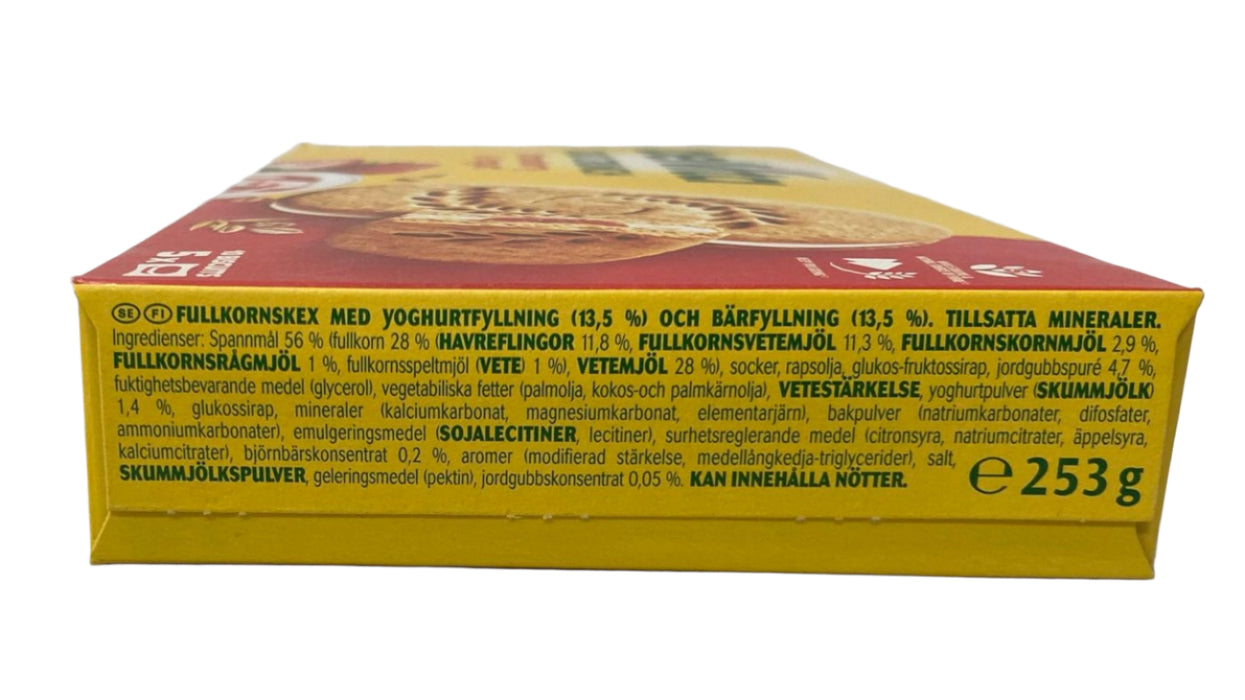 5x
SE FI FULLKORNSKEX MED YOGHURTFYLLNING (13,5 %) OCH BÄRFYLLNING (13,5 %). TILLSATTA MINERALER.
Ingredienser: Spannmål 56 % (fullkorn 28 % (HAVREFLINGOR 11,8 %, FULLKORNSVETEMJÖL 11,3 %, FULLKORNSKORNMJÖL 2,9 %,
FULLKORNSRÅGMJÖL 1 %, fullkornsspeltmjöl (VETE) 1 %), VETEMJÖL 28 %), socker, rapsolja, glukos-fruktossirap, jordgubbspuré 4,7 %,
fuktighetsbevarande medel (glycerol), vegetabiliska fetter (palmolja, kokos-och palmkärnolja), VETESTÄRKELSE, yoghurtpulver (SKUMMJÖLK)
1,4 %, glukossirap, mineraler (kalciumkarbonat, magnesiumkarbonat, elementarjärn), bakpulver (natriumkarbonater, difosfater,
ammoniumkarbonater), emulgeringsmedel (SOJALECITINER, lecitiner), surhetsreglerande medel (citronsyra, natriumcitrater, äppelsyra,
kalciumcitrater), björnbärskonsentrat 0,2 %, aromer (modifierad stärkelse, medellångkedja-triglycerider), salt,
SKUMMJÖLKSPULVER, geleringsmedel (pektin), jordgubbskonsentrat 0,05 %. KAN INNEHÅLLA NÖTTER.
℮ 253 g